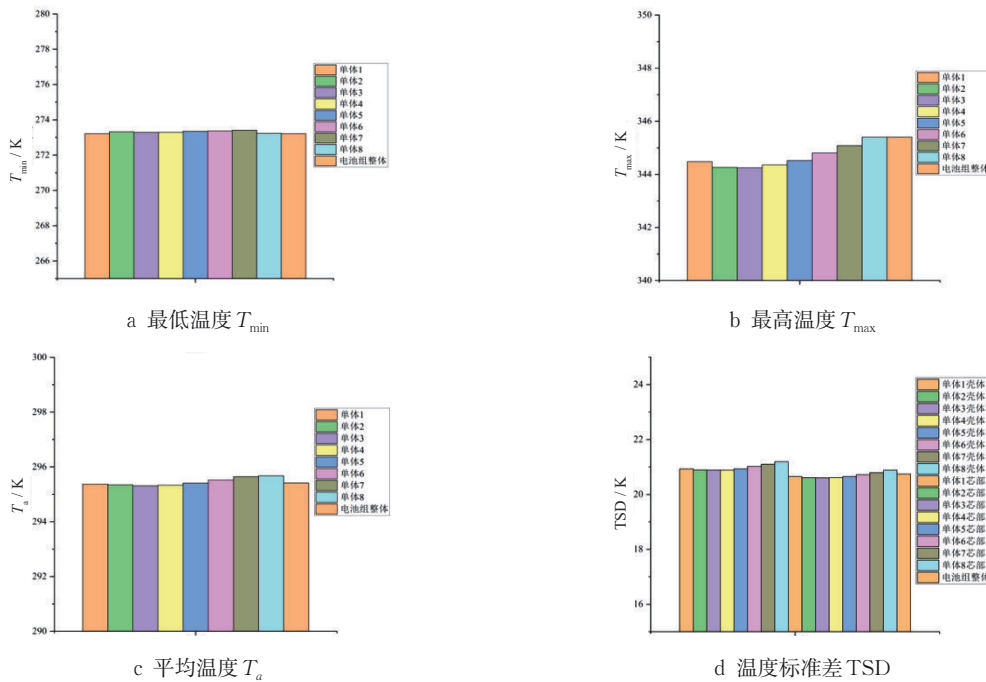 280
278
276
274
272
270
268
266
T_min / K
单体1
单体2
单体3
单体4
单体5
单体6
单体7
单体8
电池组整体
a 最低温度 T_min
350
348
346
344
342
340
T_max / K
单体1
单体2
单体3
单体4
单体5
单体6
单体7
单体8
电池组整体
b 最高温度 T_max
300
298
296
294
292
290
T_a / K
单体1
单体2
单体3
单体4
单体5
单体6
单体7
单体8
电池组整体
c 平均温度 T_a
24
22
20
18
16
TSD / K
单体1壳体
单体2壳体
单体3壳体
单体4壳体
单体5壳体
单体6壳体
单体7壳体
单体8壳体
单体1芯部
单体2芯部
单体3芯部
单体4芯部
单体5芯部
单体6芯部
单体7芯部
单体8芯部
电池组整体
d 温度标准差 TSD